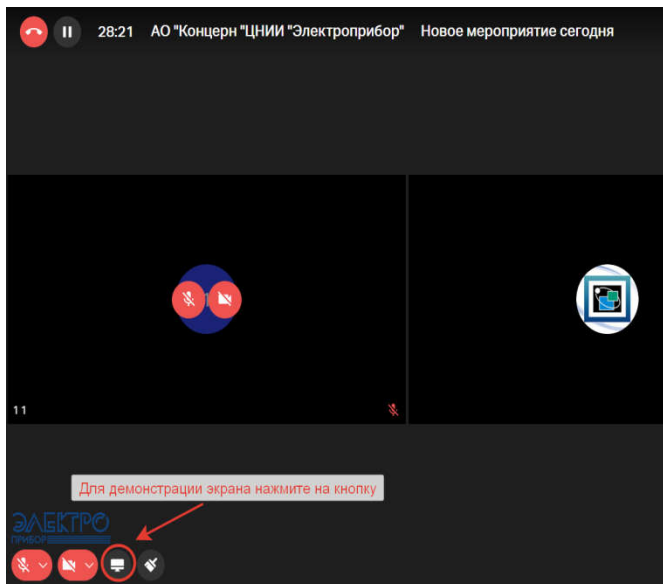 28:21 АО "Концерн "ЦНИИ "Электроприбор" Новое мероприятие сегодня
11
Для демонстрации экрана нажмите на кнопку
ЭЛЕКТРО
ПРИБОР